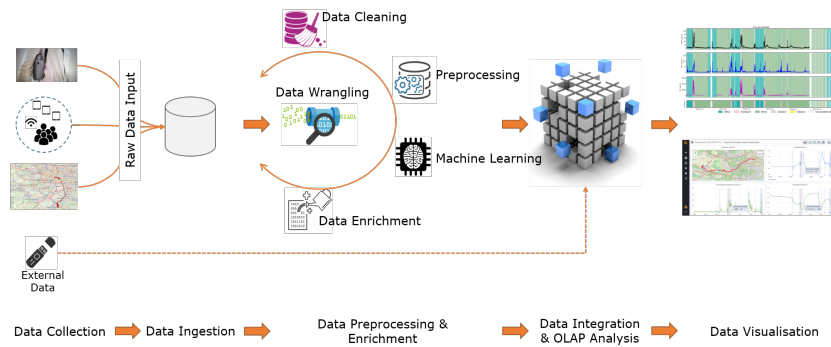 Data Cleaning
Raw Data Input
Data Wrangling
Preprocessing
Machine Learning
Data Enrichment
External
Data
Data Collection
Data Ingestion
Data Preprocessing &
Enrichment
Data Integration
& OLAP Analysis
Data Visualisation